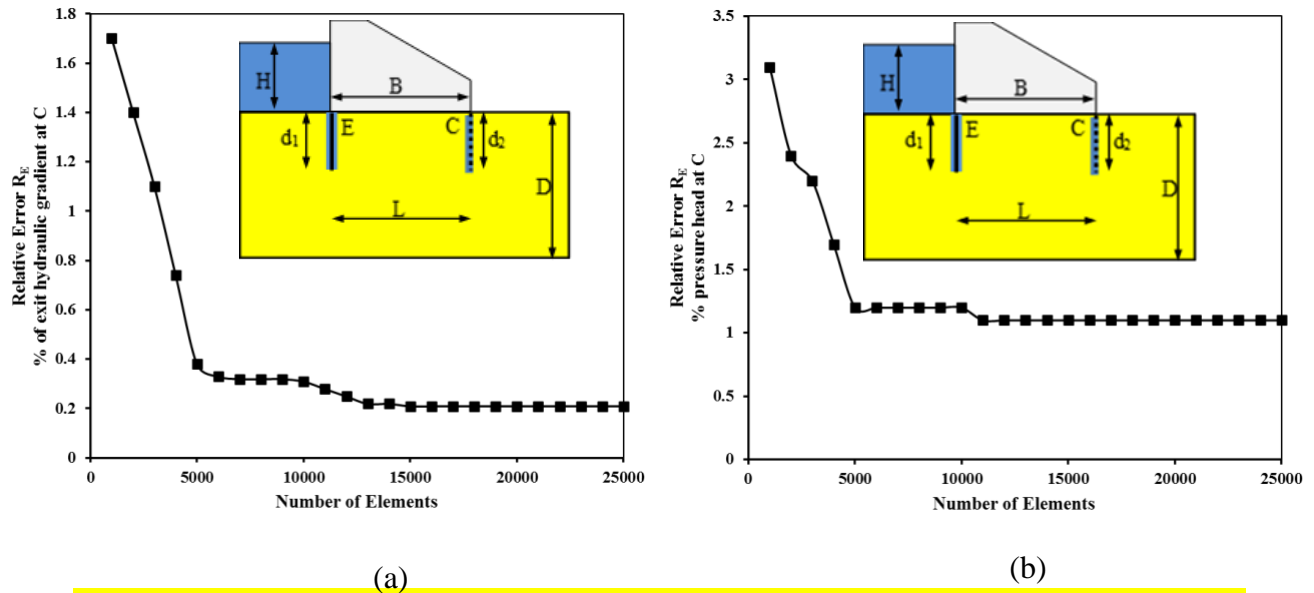 Relative Error R_E
% of exit hydraulic gradient at C
1.8
1.6
1.4
1.2
1
0.8
0.6
0.4
0.2
0
0
5000
10000
15000
20000
25000
Number of Elements
H
B
d1
E
C
d2
D
L
(a)
Relative Error R_E
% pressure head at C
3.5
3
2.5
2
1.5
1
0.5
0
0
5000
10000
15000
20000
25000
Number of Elements
H
B
d1
E
C
d2
D
L
(b)